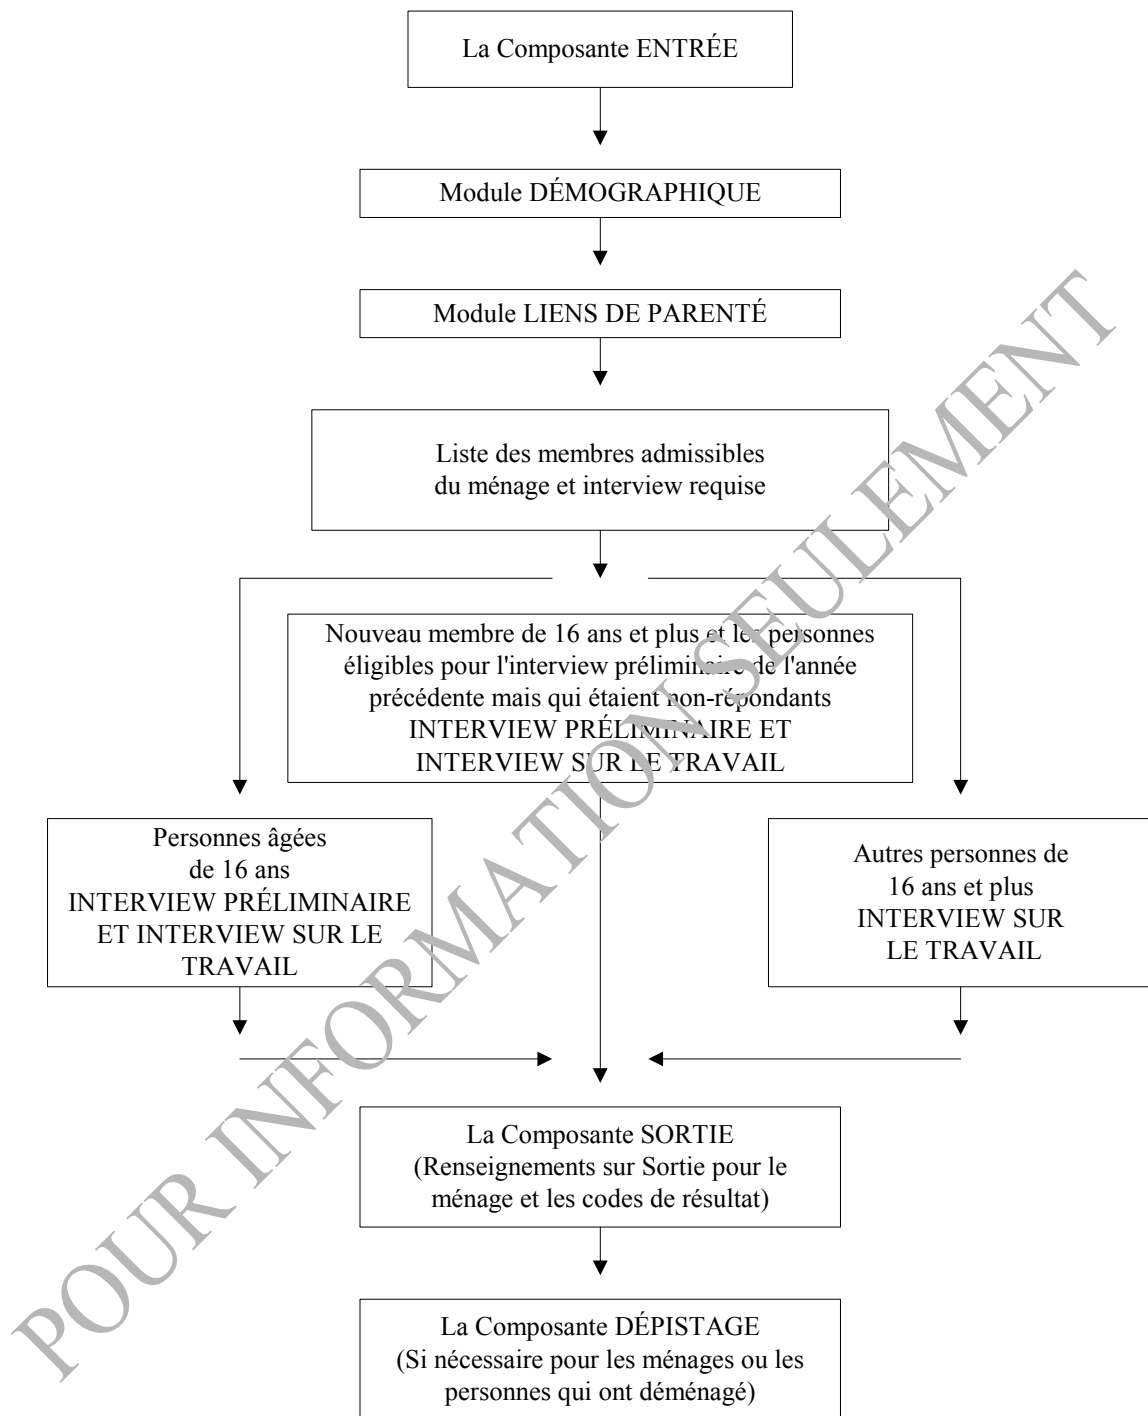 La Composante ENTRÉE
Module DÉMOGRAPHIQUE
Module LIENS DE PARENTÉ
Liste des membres admissibles
du ménage et interview requise
Nouveau membre de 16 ans et plus et les personnes
éligibles pour l'interview préliminaire de l'année
précédente mais qui étaient non-répondants
INTERVIEW PRÉLIMINAIRE ET
INTERVIEW SUR LE TRAVAIL
Personnes âgées
de 16 ans
INTERVIEW PRÉLIMINAIRE
ET INTERVIEW SUR LE
TRAVAIL
Autres personnes de
16 ans et plus
INTERVIEW SUR
LE TRAVAIL
La Composante SORTIE
(Renseignements sur Sortie pour le
ménage et les codes de résultat)
La Composante DÉPISTAGE
(Si nécessaire pour les ménages ou les
personnes qui ont déménagé)
POUR INFORMATION SEULEMENT